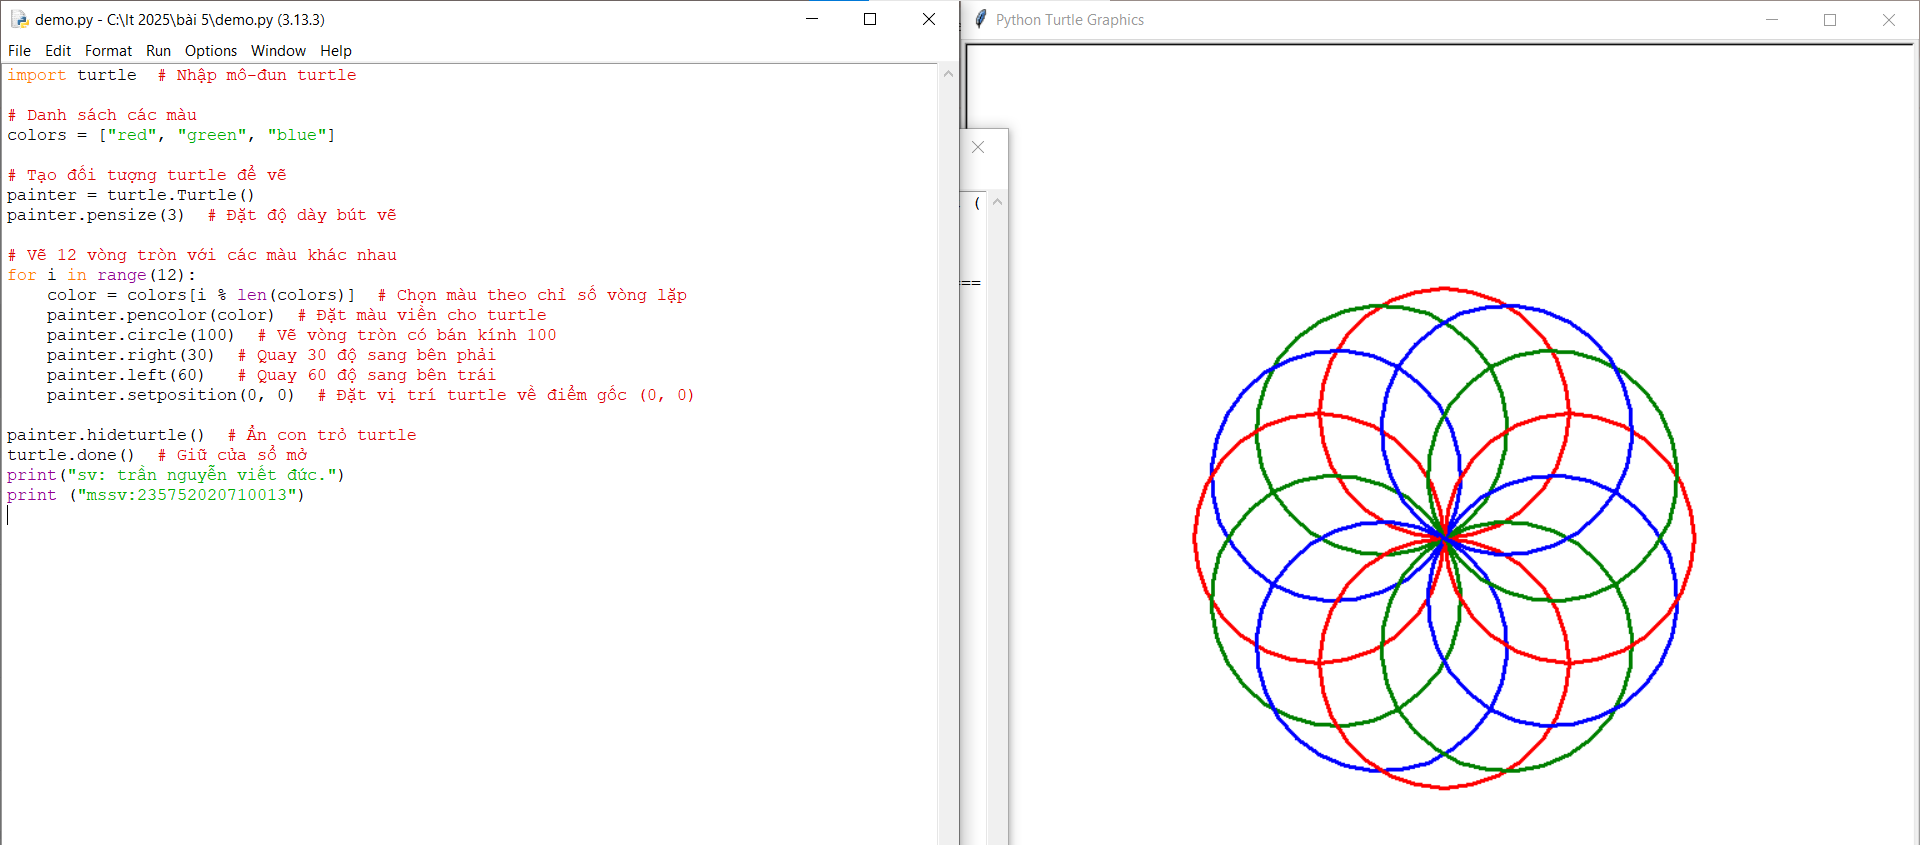 demo.py - C:\lt 2025\bài 5\demo.py (3.13.3)
File Edit Format Run Options Window Help
import turtle  # Nhập mô-đun turtle
# Danh sách các màu
colors = ["red", "green", "blue"]
# Tạo đối tượng turtle để vẽ
painter = turtle.Turtle()
painter.pensize(3)  # Đặt độ dày bút vẽ
# Vẽ 12 vòng tròn với các màu khác nhau
for i in range(12):
    color = colors[i % len(colors)]  # Chọn màu theo chỉ số vòng lặp
    painter.pencolor(color)  # Đặt màu viền cho turtle
    painter.circle(100)  # Vẽ vòng tròn có bán kính 100
    painter.right(30)  # Quay 30 độ sang bên phải
    painter.left(60)   # Quay 60 độ sang bên trái
    painter.setposition(0, 0)  # Đặt vị trí turtle về điểm gốc (0, 0)
painter.hideturtle()  # Ẩn con trỏ turtle
turtle.done()  # Giữ cửa sổ mở
print("sv: trần nguyễn viết đức.")
print ("mssv:235752020710013")
(
==
Python Turtle Graphics